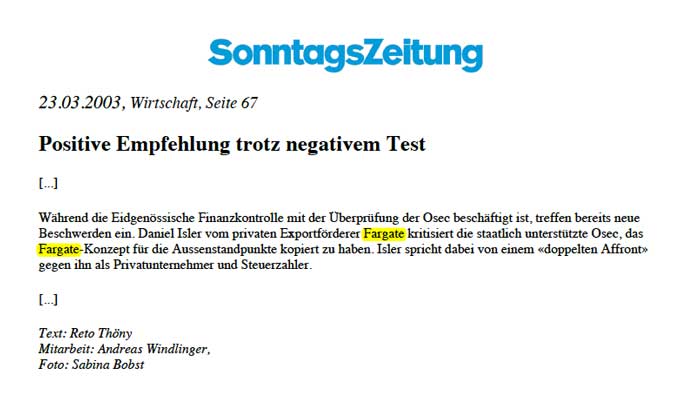 SonntagsZeitung
23.03.2003, Wirtschaft, Seite 67
Positive Empfehlung trotz negativem Test
[...]
Während die Eidgenössische Finanzkontrolle mit der Überprüfung der Osec beschäftigt ist, treffen bereits neue
Beschwerden ein. Daniel Isler vom privaten Exportförderer Fargate kritisiert die staatlich unterstützte Osec, das
Fargate-Konzept für die Aussenstandpunkte kopiert zu haben. Isler spricht dabei von einem «doppelten Affront»
gegen ihn als Privatunternehmer und Steuerzahler.
[...]
Text: Reto Thöny
Mitarbeit: Andreas Windlinger,
Foto: Sabina Bobst